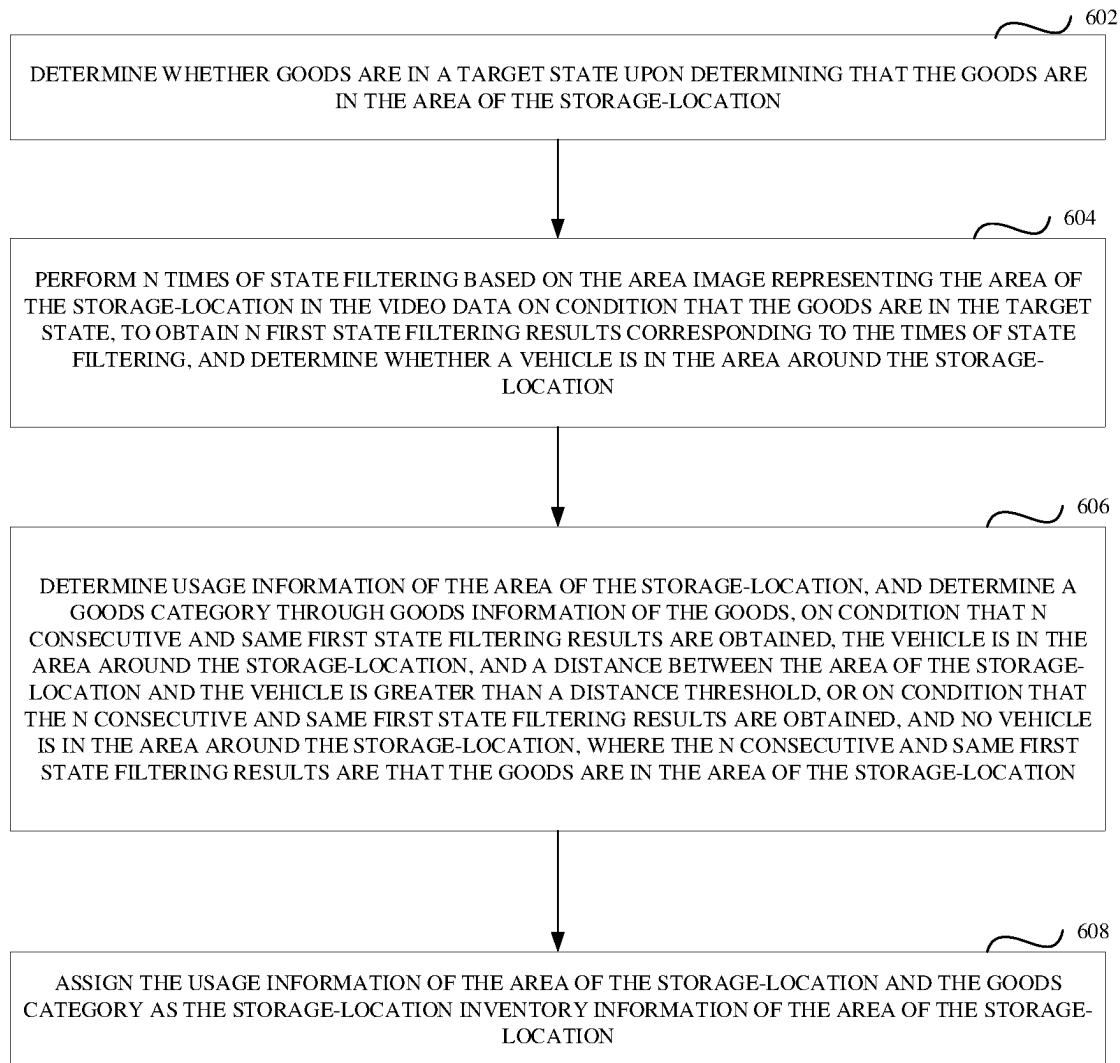 602
DETERMINE WHETHER GOODS ARE IN A TARGET STATE UPON DETERMINING THAT THE GOODS ARE
IN THE AREA OF THE STORAGE-LOCATION
604
PERFORM N TIMES OF STATE FILTERING BASED ON THE AREA IMAGE REPRESENTING THE AREA OF
THE STORAGE-LOCATION IN THE VIDEO DATA ON CONDITION THAT THE GOODS ARE IN THE TARGET
STATE, TO OBTAIN N FIRST STATE FILTERING RESULTS CORRESPONDING TO THE TIMES OF STATE
FILTERING, AND DETERMINE WHETHER A VEHICLE IS IN THE AREA AROUND THE STORAGE-
LOCATION
606
DETERMINE USAGE INFORMATION OF THE AREA OF THE STORAGE-LOCATION, AND DETERMINE A
GOODS CATEGORY THROUGH GOODS INFORMATION OF THE GOODS, ON CONDITION THAT N
CONSECUTIVE AND SAME FIRST STATE FILTERING RESULTS ARE OBTAINED, THE VEHICLE IS IN THE
AREA AROUND THE STORAGE-LOCATION, AND A DISTANCE BETWEEN THE AREA OF THE STORAGE-
LOCATION AND THE VEHICLE IS GREATER THAN A DISTANCE THRESHOLD, OR ON CONDITION THAT
THE N CONSECUTIVE AND SAME FIRST STATE FILTERING RESULTS ARE OBTAINED, AND NO VEHICLE
IS IN THE AREA AROUND THE STORAGE-LOCATION, WHERE THE N CONSECUTIVE AND SAME FIRST
STATE FILTERING RESULTS ARE THAT THE GOODS ARE IN THE AREA OF THE STORAGE-LOCATION
608
ASSIGN THE USAGE INFORMATION OF THE AREA OF THE STORAGE-LOCATION AND THE GOODS
CATEGORY AS THE STORAGE-LOCATION INVENTORY INFORMATION OF THE AREA OF THE STORAGE-
LOCATION